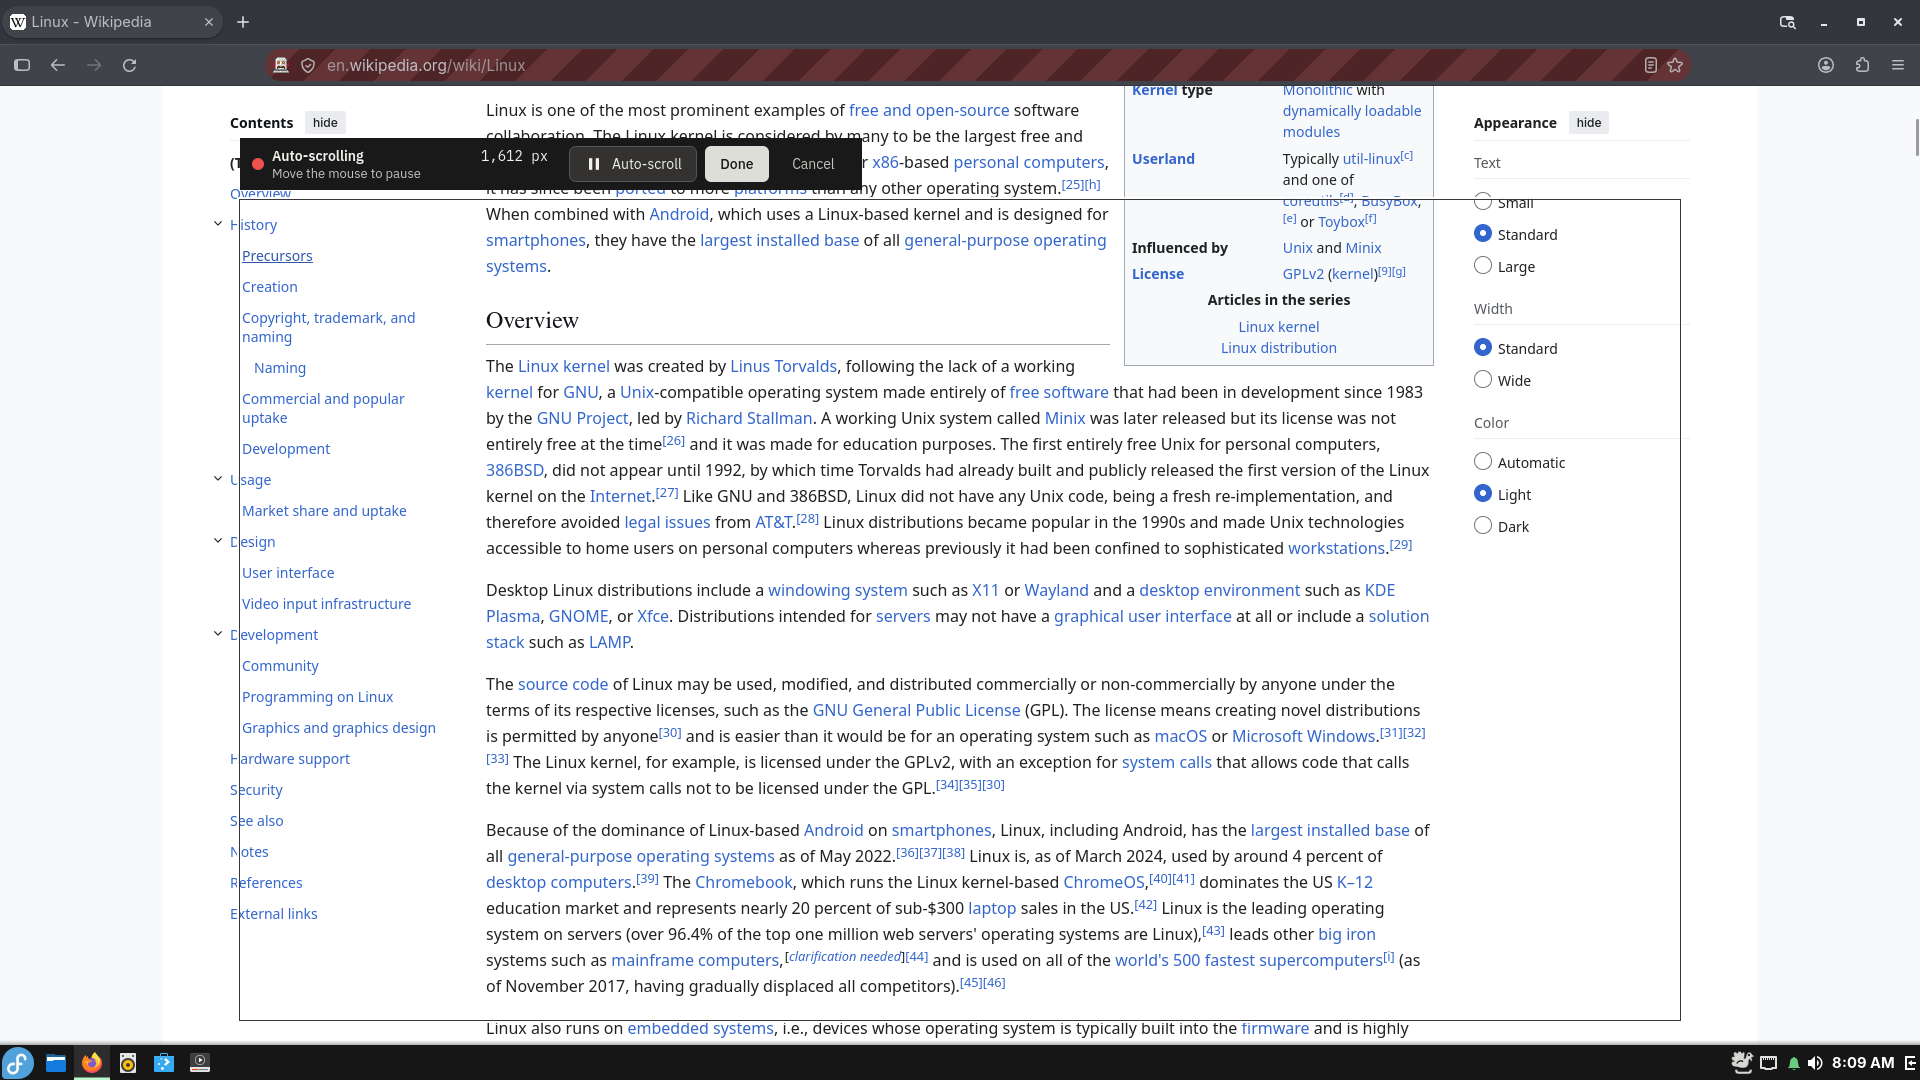 Linux - Wikipedia
en.wikipedia.org/wiki/Linux
Contents hide
Overview
History
Precursors
Creation
Copyright, trademark, and
naming
Naming
Commercial and popular
uptake
Development
Usage
Market share and uptake
Design
User interface
Video input infrastructure
Development
Community
Programming on Linux
Graphics and graphics design
Hardware support
Security
See also
Notes
References
External links
Auto-scrolling
Move the mouse to pause
1,612 px
Auto-scroll
Done
Cancel
Linux is one of the most prominent examples of free and open-source software
collaboration. The Linux kernel is considered by many to be the largest free and
x86-based personal computers,
it has since been ported to more platforms than any other operating system.[25][h]
When combined with Android, which uses a Linux-based kernel and is designed for
smartphones, they have the largest installed base of all general-purpose operating
systems.
Overview
The Linux kernel was created by Linus Torvalds, following the lack of a working
kernel for GNU, a Unix-compatible operating system made entirely of free software that had been in development since 1983
by the GNU Project, led by Richard Stallman. A working Unix system called Minix was later released but its license was not
entirely free at the time[26] and it was made for education purposes. The first entirely free Unix for personal computers,
386BSD, did not appear until 1992, by which time Torvalds had already built and publicly released the first version of the Linux
kernel on the Internet.[27] Like GNU and 386BSD, Linux did not have any Unix code, being a fresh re-implementation, and
therefore avoided legal issues from AT&T.[28] Linux distributions became popular in the 1990s and made Unix technologies
accessible to home users on personal computers whereas previously it had been confined to sophisticated workstations.[29]
Desktop Linux distributions include a windowing system such as X11 or Wayland and a desktop environment such as KDE
Plasma, GNOME, or Xfce. Distributions intended for servers may not have a graphical user interface at all or include a solution
stack such as LAMP.
The source code of Linux may be used, modified, and distributed commercially or non-commercially by anyone under the
terms of its respective licenses, such as the GNU General Public License (GPL). The license means creating novel distributions
is permitted by anyone[30] and is easier than it would be for an operating system such as macOS or Microsoft Windows.[31][32]
[33] The Linux kernel, for example, is licensed under the GPLv2, with an exception for system calls that allows code that calls
the kernel via system calls not to be licensed under the GPL.[34][35][30]
Because of the dominance of Linux-based Android on smartphones, Linux, including Android, has the largest installed base of
all general-purpose operating systems as of May 2022.[36][37][38] Linux is, as of March 2024, used by around 4 percent of
desktop computers.[39] The Chromebook, which runs the Linux kernel-based ChromeOS,[40][41] dominates the US K–12
education market and represents nearly 20 percent of sub-$300 laptop sales in the US.[42] Linux is the leading operating
system on servers (over 96.4% of the top one million web servers' operating systems are Linux),[43] leads other big iron
systems such as mainframe computers,[clarification needed][44] and is used on all of the world's 500 fastest supercomputers[i] (as
of November 2017, having gradually displaced all competitors).[45][46]
Linux also runs on embedded systems, i.e., devices whose operating system is typically built into the firmware and is highly
Kernel type Monolithic with
dynamically loadable
modules
Userland Typically util-linux[c]
and one of
coreutils[d], BusyBox,
[e] or Toybox[f]
Influenced by Unix and Minix
License GPLv2 (kernel)[9][g]
Articles in the series
Linux kernel
Linux distribution
Appearance hide
Text
Small
Standard
Large
Width
Standard
Wide
Color
Automatic
Light
Dark
8:09 AM